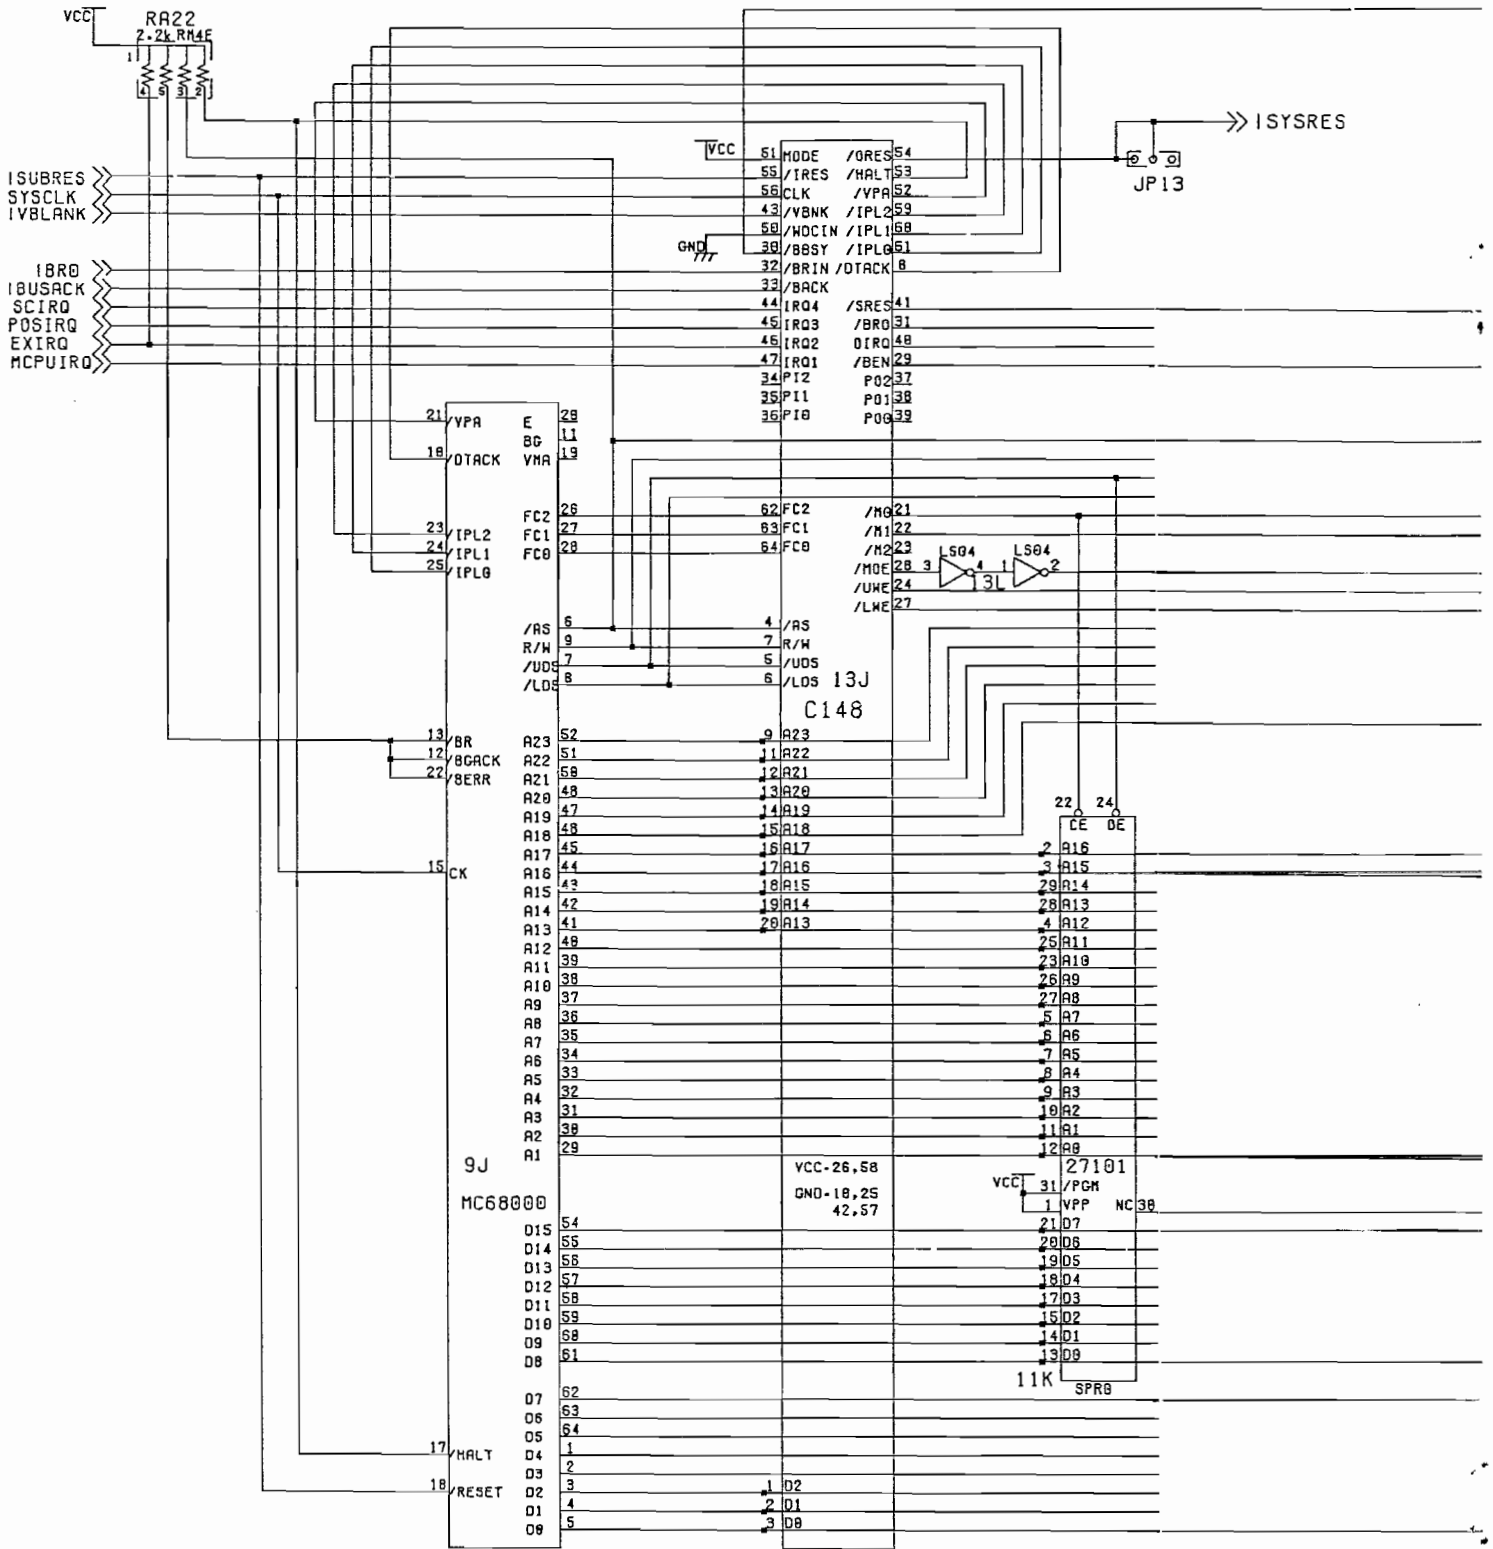 VCC
RA22
2.2k RM4E
1
4 5 3 2
ISYSRES
JP13
ISUBRES
SYSCLK
IVBLANK
IBR0
IBUSACK
SCIRQ
POSIRQ
EXIRQ
MCPUIRQ
VCC
GND
51 MODE /ORES 54
55 /IRES /HALT 53
56 CLK /VPA 52
43 /VBNK /IPL2 59
50 /WDCIN /IPL1 60
30 /BBSY /IPL0 61
32 /BRIN /DTACK 8
33 /BACK
44 IRQ4 /SRES 41
45 IRQ3 /BRO 31
46 IRQ2 OIRQ 40
47 IRQ1 /BEN 29
34 PI2 PO2 37
35 PI1 PO1 38
36 PI0 PO0 39
62 FC2 /M0 21
63 FC1 /M1 22
64 FC0 /M2 23
/MOE 28
/UWE 24
/LWE 27
3 LS04 4
1 LS04 2
13L
4 /AS
7 R/W
5 /UDS
6 /LDS
13J
C148
9 A23
11 A22
12 A21
13 A20
14 A19
15 A18
16 A17
17 A16
18 A15
19 A14
20 A13
VCC-26,58
GND-10,25
42,57
1 D2
2 D1
3 D0
21 /VPA E 20
BG 11
10 /DTACK VMA 19
FC2 26
23 /IPL2 FC1 27
24 /IPL1 FC0 28
25 /IPL0
/AS 6
R/W 9
/UDS 7
/LDS 8
13 /BR A23 52
12 /BGACK A22 51
22 /BERR A21 50
A20 48
A19 47
A18 46
A17 45
15 CK A16 44
A15 43
A14 42
A13 41
A12 40
A11 39
A10 38
A9 37
A8 36
A7 35
A6 34
A5 33
A4 32
A3 31
A2 30
A1 29
9J
MC68000
D15 54
D14 55
D13 56
D12 57
D11 58
D10 59
D9 60
D8 61
D7 62
D6 63
D5 64
17 /HALT D4 1
D3 2
18 /RESET D2 3
D1 4
D0 5
22 24
CE OE
2 A16
3 A15
29 A14
28 A13
4 A12
25 A11
23 A10
26 A9
27 A8
5 A7
6 A6
7 A5
8 A4
9 A3
10 A2
11 A1
12 A0
27101
VCC 31 /PGM
1 VPP NC 30
21 D7
20 D6
19 D5
18 D4
17 D3
15 D2
14 D1
13 D0
11K
SPR0